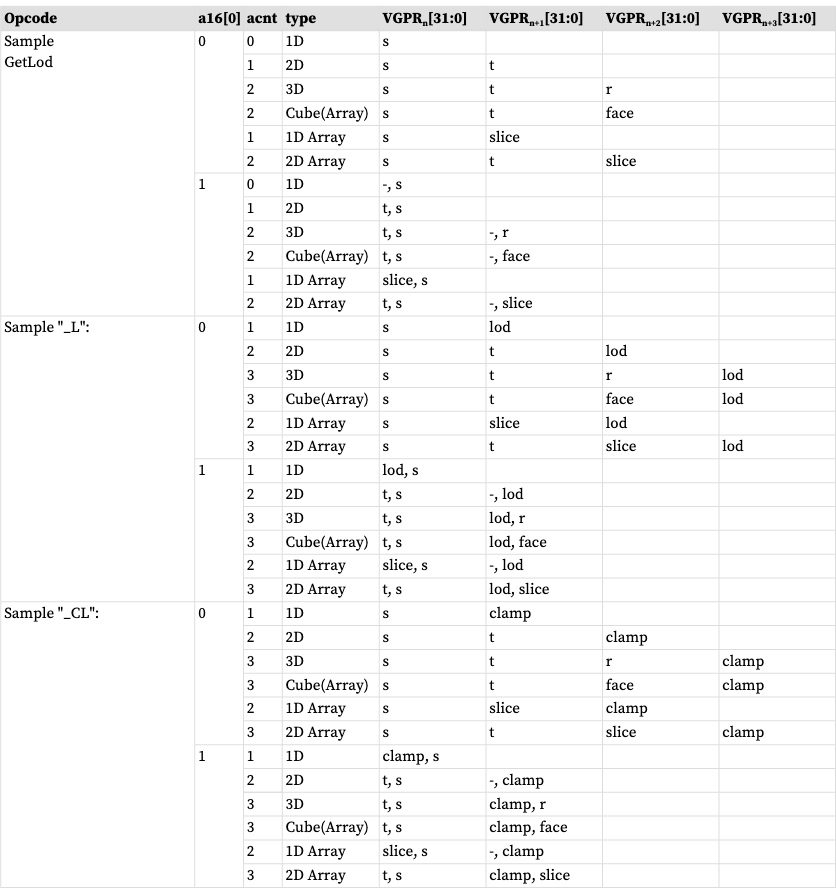 Opcode a16[0] acnt type VGPRn[31:0] VGPRn+1[31:0] VGPRn+2[31:0] VGPRn+3[31:0]
Sample 0 0 1D s
GetLod 1 2D s t
2 3D s t r
2 Cube(Array) s t face
1 1D Array s slice
2 2D Array s t slice
1 0 1D -, s
1 2D t, s
2 3D t, s -, r
2 Cube(Array) t, s -, face
1 1D Array slice, s
2 2D Array t, s -, slice
Sample "_L": 0 1 1D s lod
2 2D s t lod
3 3D s t r lod
3 Cube(Array) s t face lod
2 1D Array s slice lod
3 2D Array s t slice lod
1 1 1D lod, s
2 2D t, s -, lod
3 3D t, s lod, r
3 Cube(Array) t, s lod, face
2 1D Array slice, s -, lod
3 2D Array t, s lod, slice
Sample "_CL": 0 1 1D s clamp
2 2D s t clamp
3 3D s t r clamp
3 Cube(Array) s t face clamp
2 1D Array s slice clamp
3 2D Array s t slice clamp
1 1 1D clamp, s
2 2D t, s -, clamp
3 3D t, s clamp, r
3 Cube(Array) t, s clamp, face
2 1D Array slice, s -, clamp
3 2D Array t, s clamp, slice